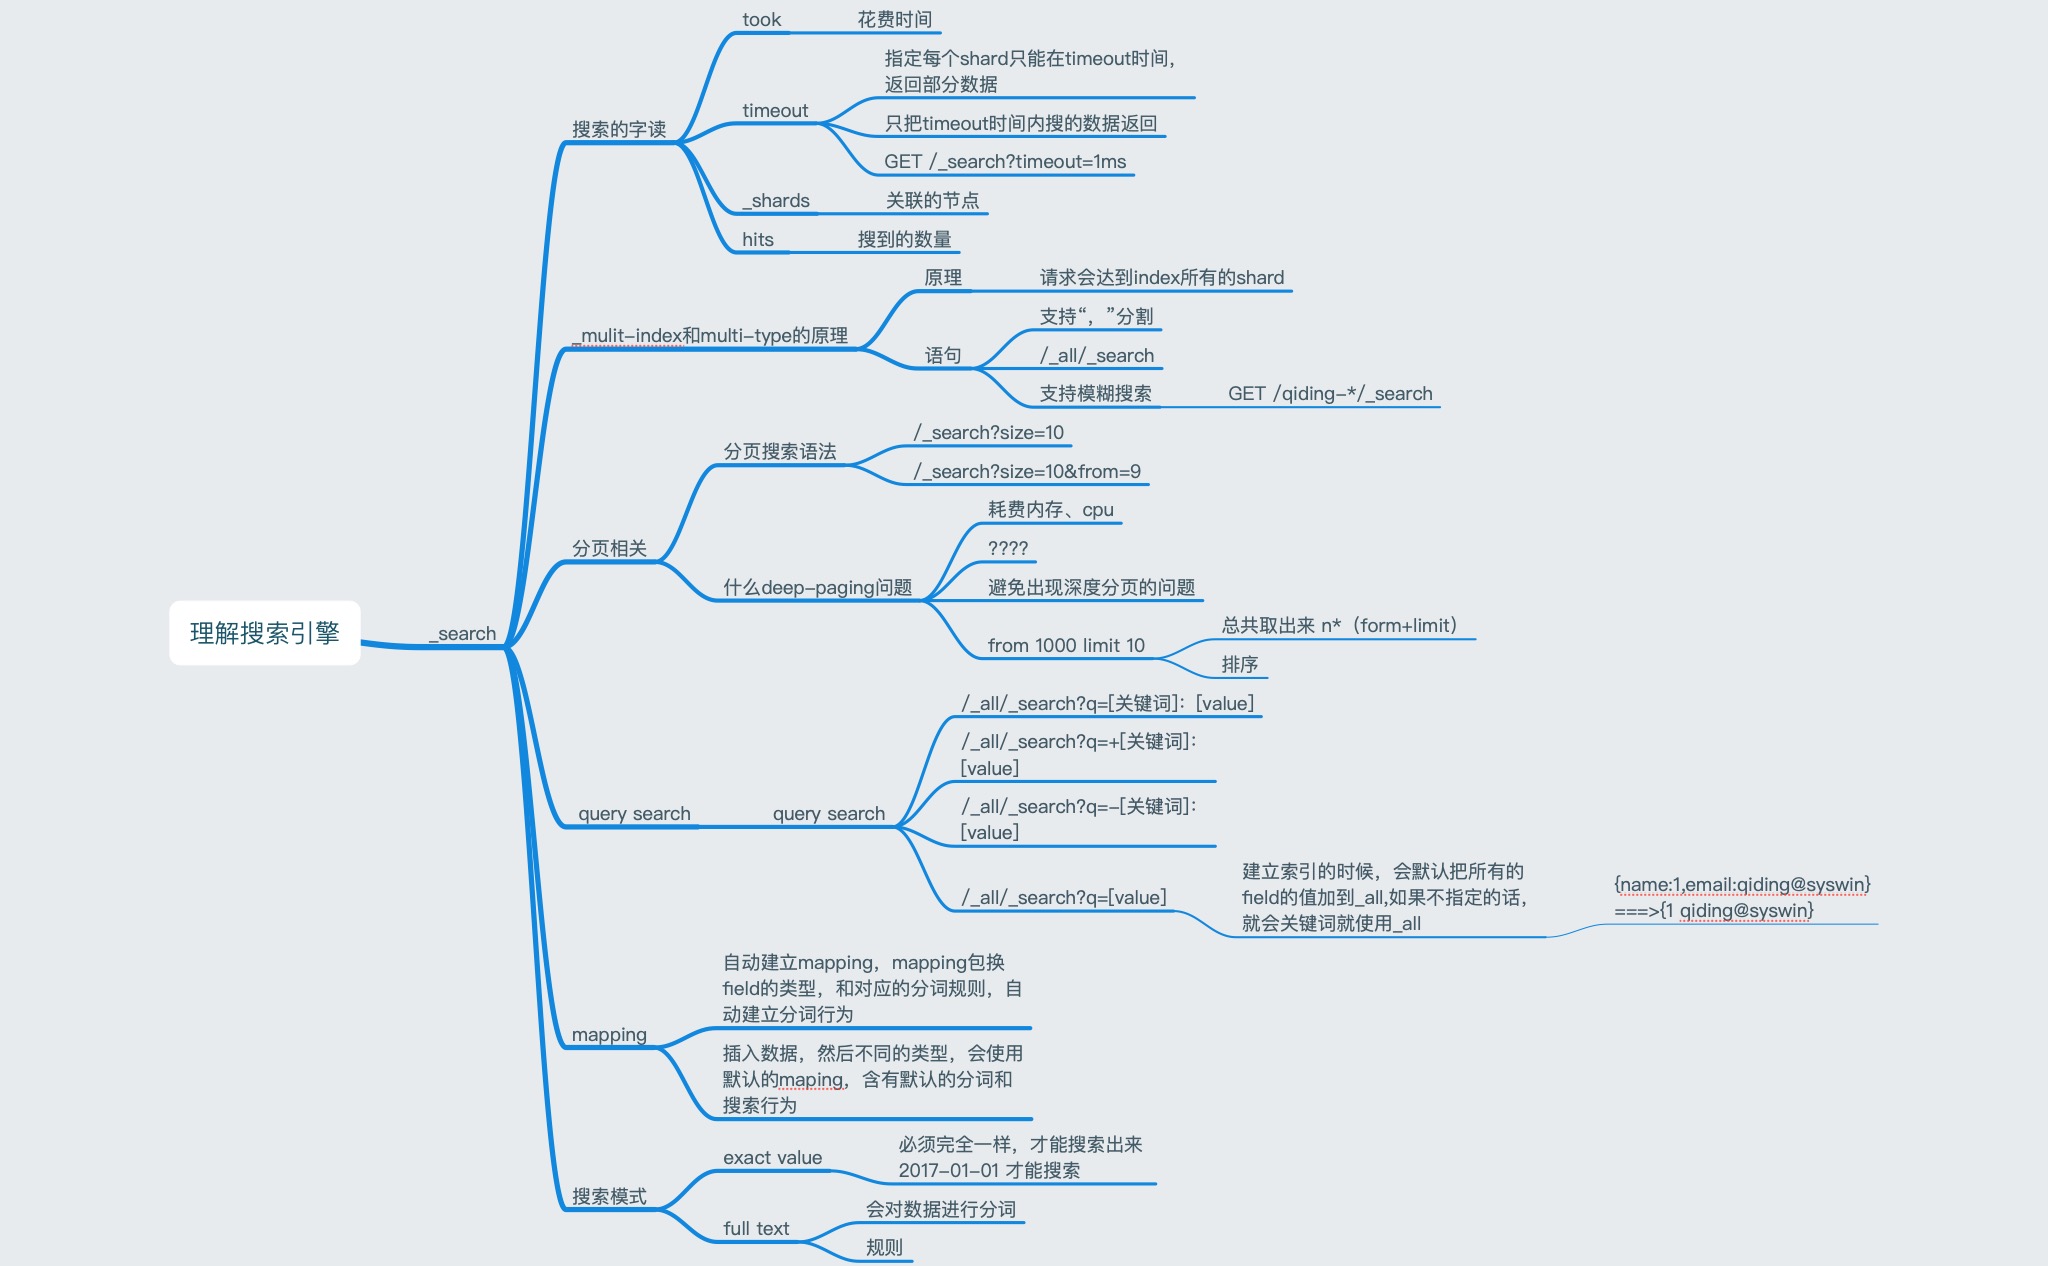 理解搜索引擎
_search
搜索的字读
took
花费时间
timeout
指定每个shard只能在timeout时间，
返回部分数据
只把timeout时间内搜的数据返回
GET /_search?timeout=1ms
_shards
关联的节点
hits
搜到的数量
_mulit-index和multi-type的原理
原理
请求会达到index所有的shard
语句
支持“，”分割
/_all/_search
支持模糊搜索
GET /qiding-*/_search
分页相关
分页搜索语法
/_search?size=10
/_search?size=10&from=9
什么deep-paging问题
耗费内存、cpu
????
避免出现深度分页的问题
from 1000 limit 10
总共取出来 n*（form+limit）
排序
query search
query search
/_all/_search?q=[关键词]：[value]
/_all/_search?q=+[关键词]：
[value]
/_all/_search?q=-[关键词]：
[value]
/_all/_search?q=[value]
建立索引的时候，会默认把所有的
field的值加到_all,如果不指定的话，
就会关键词就使用_all
{name:1,email:qiding@syswin}
===>{1 qiding@syswin}
mapping
自动建立mapping，mapping包换
field的类型，和对应的分词规则，自
动建立分词行为
插入数据，然后不同的类型，会使用
默认的maping，含有默认的分词和
搜索行为
搜索模式
exact value
必须完全一样，才能搜索出来
2017-01-01 才能搜索
full text
会对数据进行分词
规则